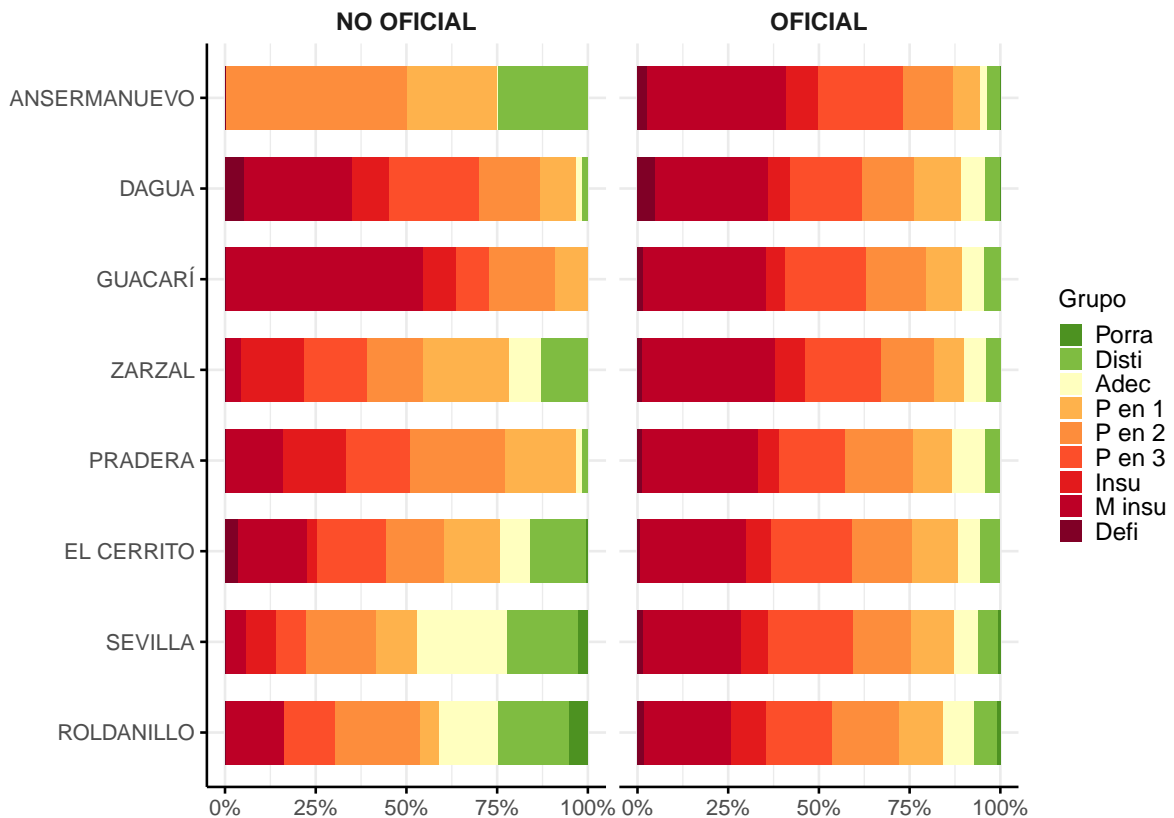 NO OFICIAL
OFICIAL
ANSERMANUEVO
DAGUA
GUACARÍ
ZARZAL
PRADERA
EL CERRITO
SEVILLA
ROLDANILLO
0% 25% 50% 75% 100%
0% 25% 50% 75% 100%
Grupo
Porra
Disti
Adec
P en 1
P en 2
P en 3
Insu
M insu
Defi